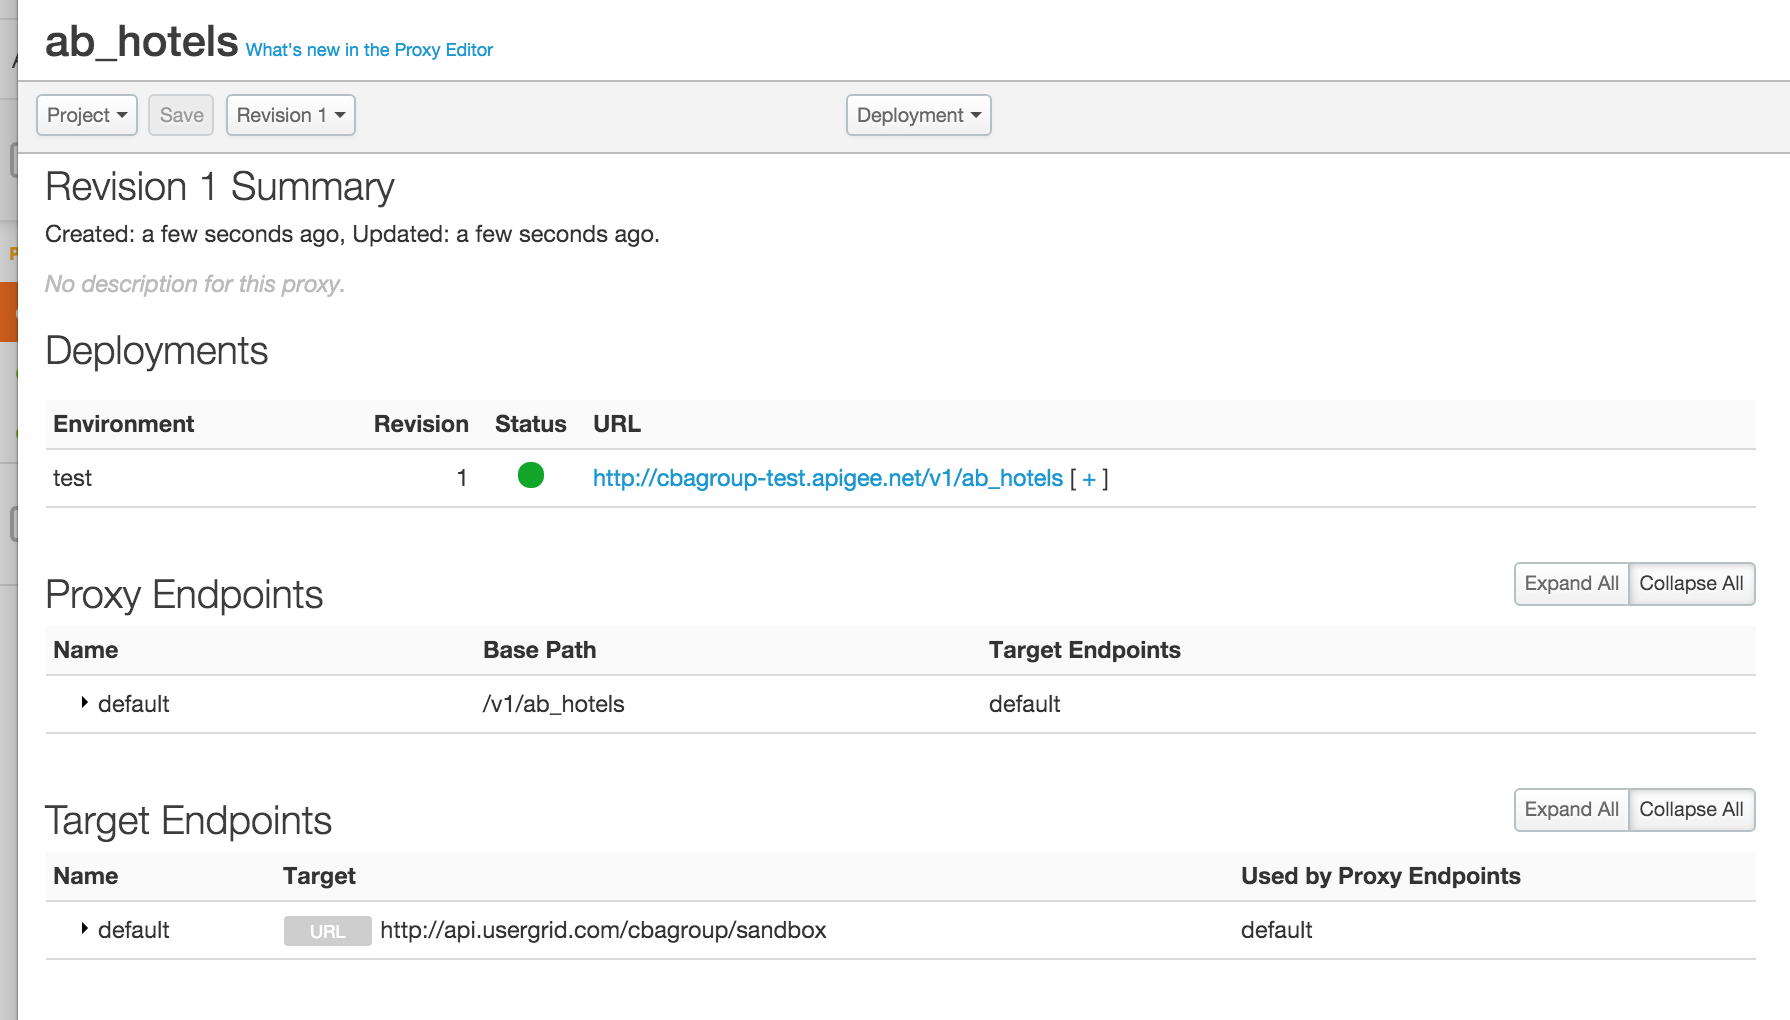 ab_hotels What's new in the Proxy Editor
Project Save Revision 1 Deployment
Revision 1 Summary
Created: a few seconds ago, Updated: a few seconds ago.
No description for this proxy.
Deployments
Environment Revision Status URL
test 1 http://cbagroup-test.apigee.net/v1/ab_hotels [ + ]
Proxy Endpoints Expand All Collapse All
Name Base Path Target Endpoints
default /v1/ab_hotels default
Target Endpoints Expand All Collapse All
Name Target Used by Proxy Endpoints
default URL http://api.usergrid.com/cbagroup/sandbox default